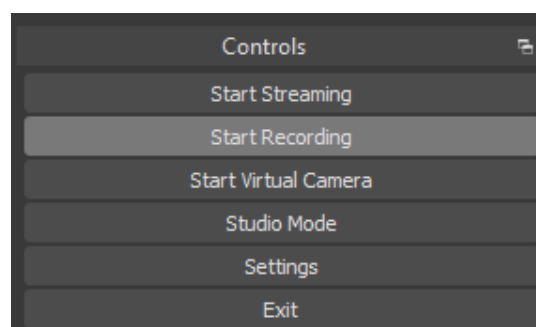 Controls
Start Streaming
Start Recording
Start Virtual Camera
Studio Mode
Settings
Exit